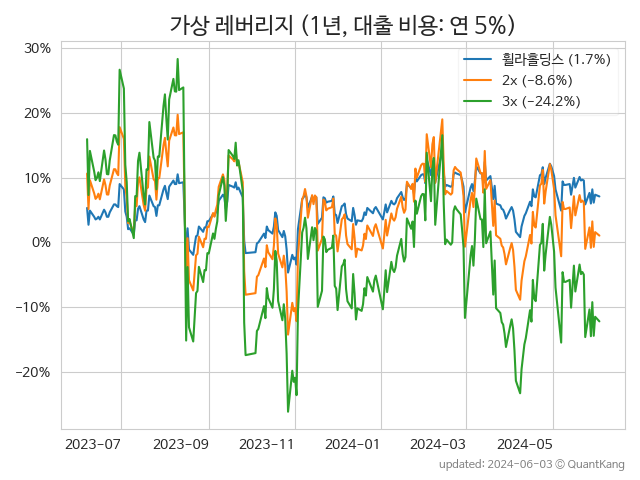 가상 레버리지 (1년, 대출 비용: 연 5%)
휠라홀딩스 (1.7%)
2x (−8.6%)
3x (−24.2%)
30%
20%
10%
0%
−10%
−20%
2023-07 2023-09 2023-11 2024-01 2024-03 2024-05
updated: 2024-06-03 © QuantKang